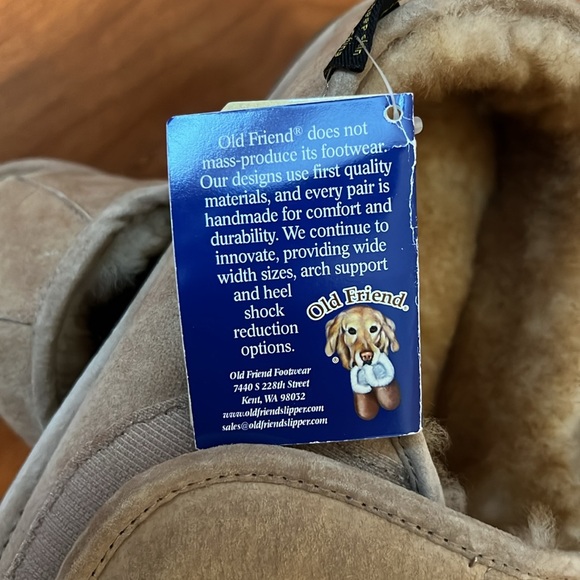 Old Friend® does not
mass-produce its footwear.
Our designs use first quality
materials, and every pair is
handmade for comfort and
durability. We continue to
innovate, providing wide
width sizes, arch support
and heel
shock
reduction
options.
Old Friend®
®
Old Friend Footwear
7440 S 228th Street
Kent, WA 98032
www.oldfriendslipper.com
sales@oldfriendslipper.com